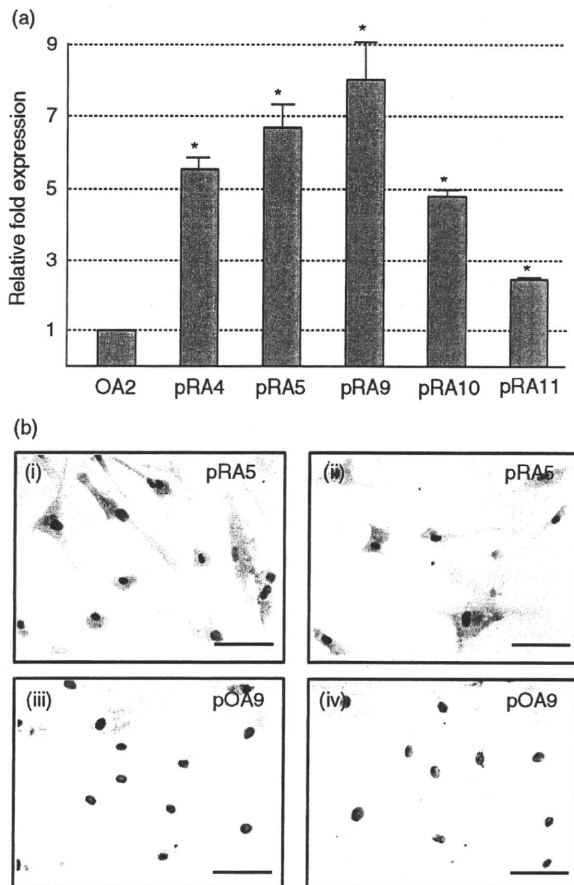 (a)
Relative fold expression
9
7
5
3
1
* * * * *
OA2 pRA4 pRA5 pRA9 pRA10 pRA11
(b)
(i) pRA5
(ii) pRA5
(iii) pOA9
(iv) pOA9